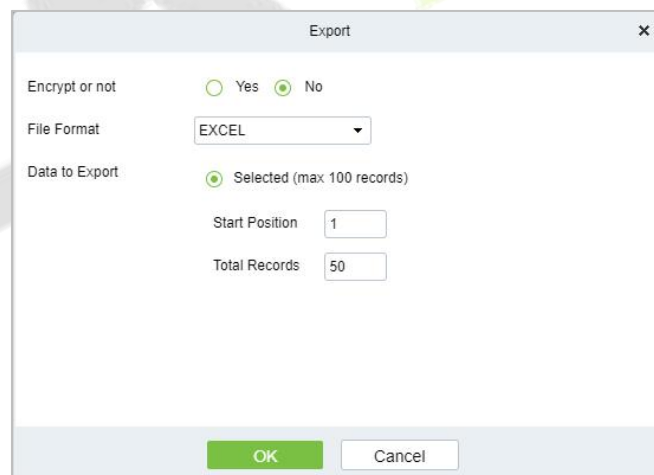 Export ×
Encrypt or not Yes No
File Format EXCEL
Data to Export Selected (max 100 records)
Start Position 1
Total Records 50
OK Cancel